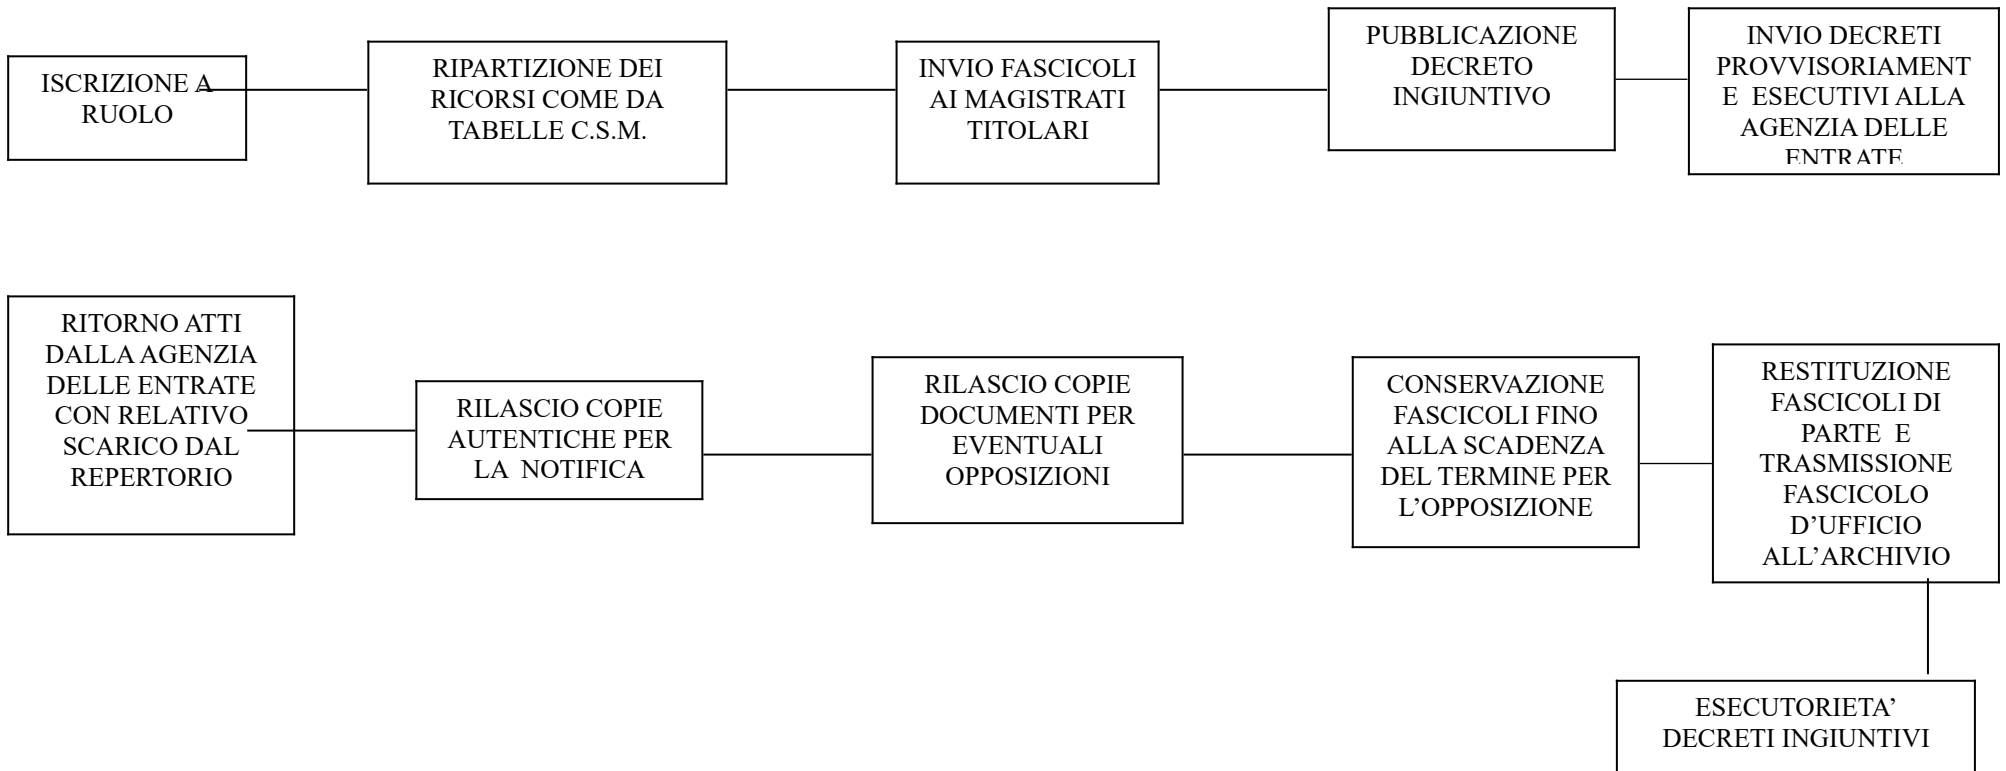 ISCRIZIONE A
RUOLO
RIPARTIZIONE DEI
RICORSI COME DA
TABELLE C.S.M.
INVIO FASCICOLI
AI MAGISTRATI
TITOLARI
PUBBLICAZIONE
DECRETO
INGIUNTIVO
INVIO DECRETI
PROVVISORIAMENT
E ESECUTIVI ALLA
AGENZIA DELLE
ENTRATE
RITORNO ATTI
DALLA AGENZIA
DELLE ENTRATE
CON RELATIVO
SCARICO DAL
REPERTORIO
RILASCIO COPIE
AUTENTICHE PER
LA NOTIFICA
RILASCIO COPIE
DOCUMENTI PER
EVENTUALI
OPPOSIZIONI
CONSERVAZIONE
FASCICOLI FINO
ALLA SCADENZA
DEL TERMINE PER
L’OPPOSIZIONE
RESTITUZIONE
FASCICOLI DI
PARTE E
TRASMISSIONE
FASCICOLO
D’UFFICIO
ALL’ARCHIVIO
ESECUTORIETA’
DECRETI INGIUNTIVI